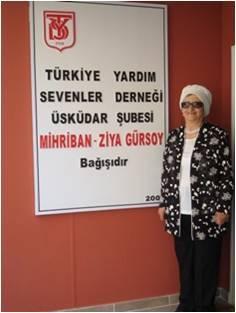 TÜRKİYE YARDIM
SEVENLER DERNEĞİ
ÜSKÜDAR ŞUBESİ
MİHRİBAN - ZİYA GÜRSOY
Bağışıdır